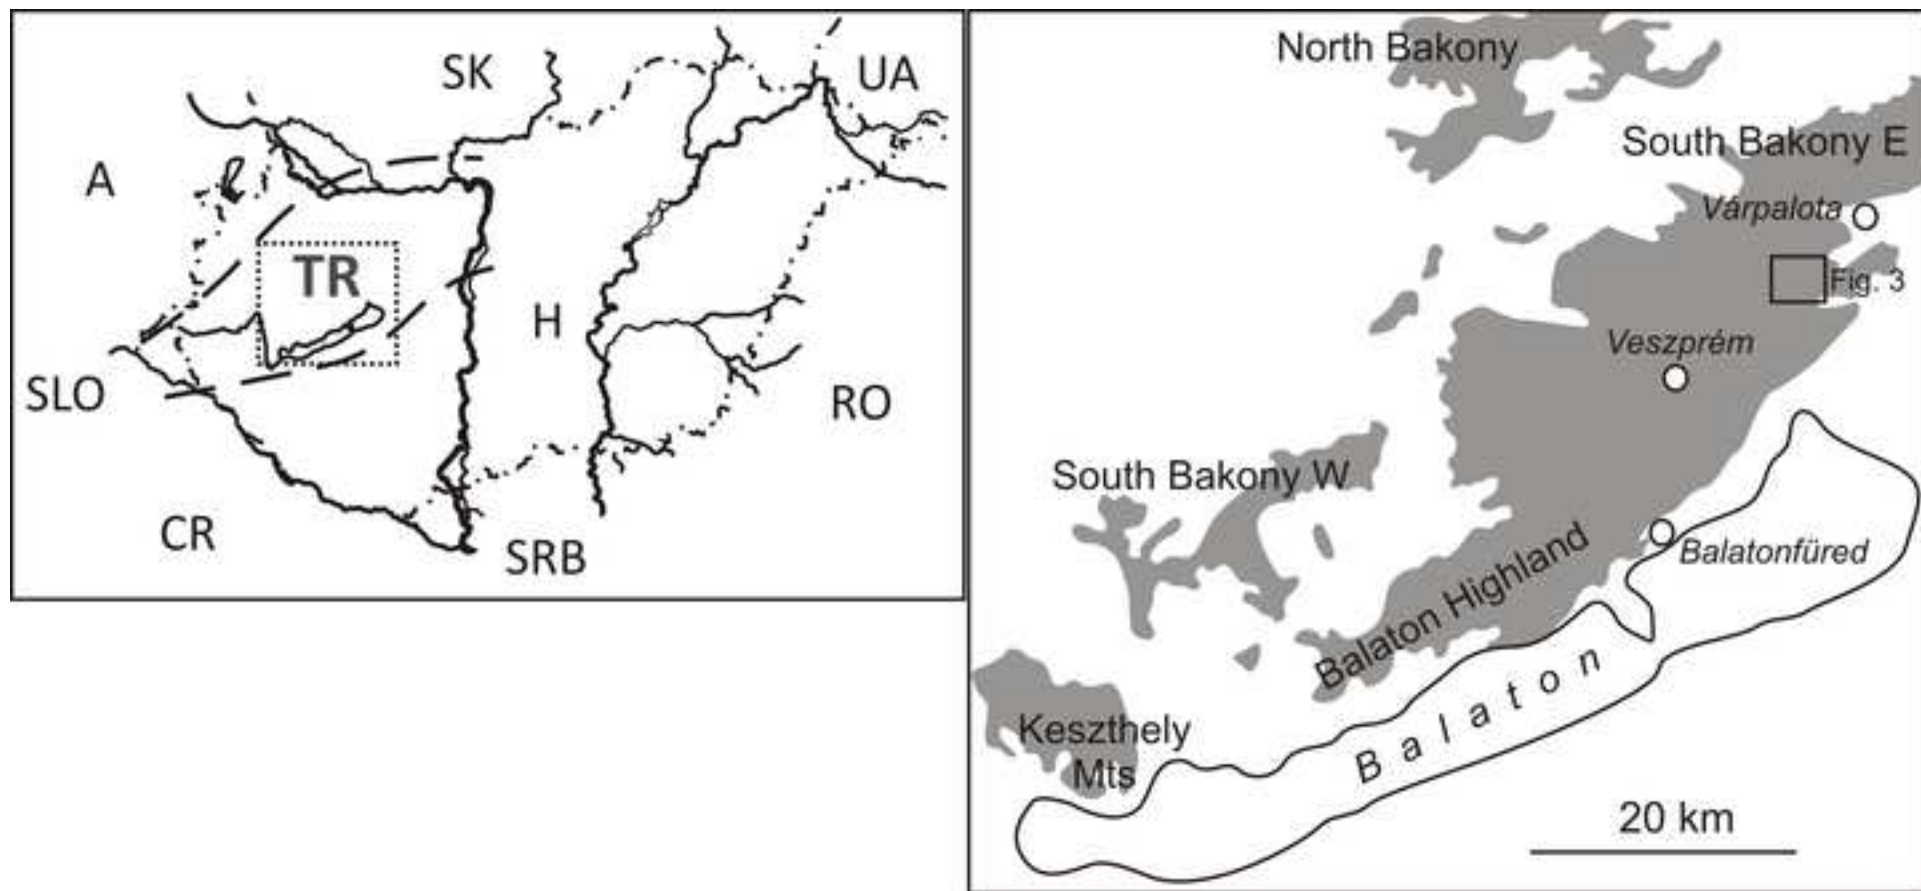 SK
UA
A
TR
H
SLO
RO
CR
SRB
North Bakony
South Bakony E
Várpalota
Fig. 3
Veszprém
South Bakony W
Balatonfüred
Balaton Highland
Balaton
Keszthely
Mts
20 km